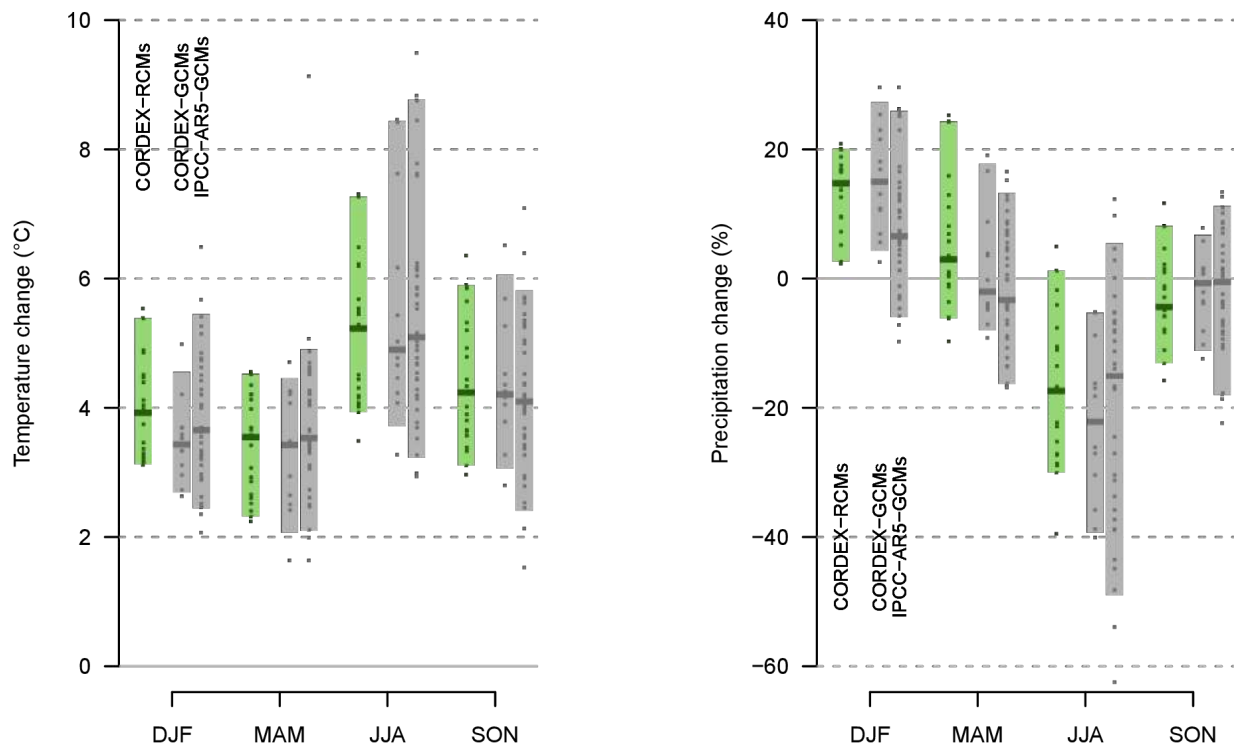 10
8
6
4
2
0
Temperature change (°C)
CORDEX−RCMs
CORDEX−GCMs
IPCC−AR5−GCMs
DJF
MAM
JJA
SON
40
20
0
−20
−40
−60
Precipitation change (%)
CORDEX−RCMs
CORDEX−GCMs
IPCC−AR5−GCMs
DJF
MAM
JJA
SON